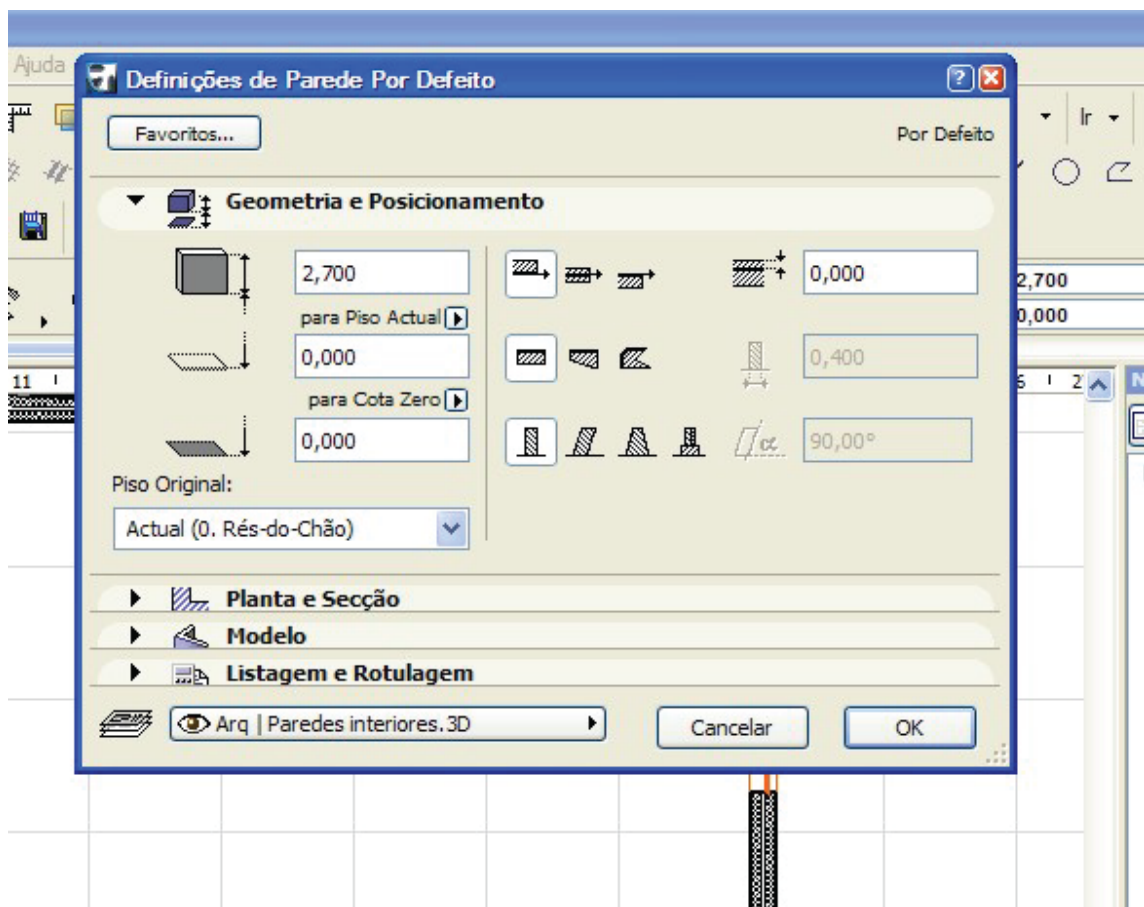 Ajuda
Definições de Parede Por Defeito
Favoritos...
Por Defeito
Ir
Geometria e Posicionamento
2,700
0,000
2,700
para Piso Actual
0,000
0,000
0,400
para Cota Zero
11
0,000
α
90,00°
Piso Original:
Actual (0. Rés-do-Chão)
Planta e Secção
Modelo
Listagem e Rotulagem
Arq | Paredes interiores.3D
Cancelar
OK